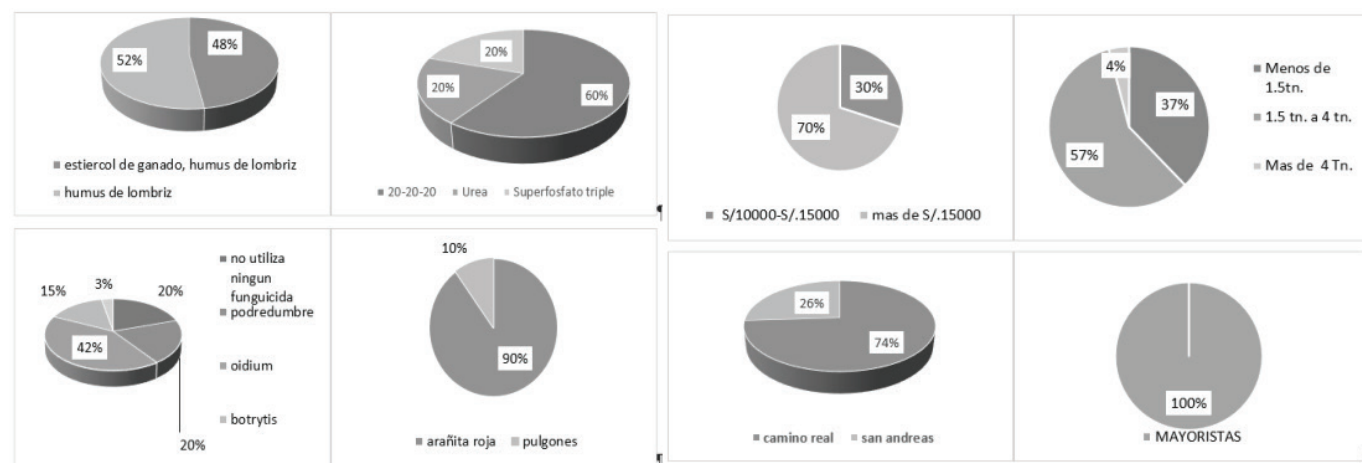 52%
48%
estiercol de ganado, humus de lombriz
humus de lombriz
20%
20%
60%
20-20-20 Urea Superfosfato triple
¶
30%
70%
S/10000-S/.15000 mas de S/.15000
4%
37%
57%
Menos de
1.5tn.
1.5 tn. a 4 tn.
Mas de 4 Tn.
15%
3%
20%
42%
20%
no utiliza
ningun
funguicida
podredumbre
oidium
botrytis
10%
90%
arañita roja pulgones
¶
26%
74%
camino real san andreas
100%
MAYORISTAS